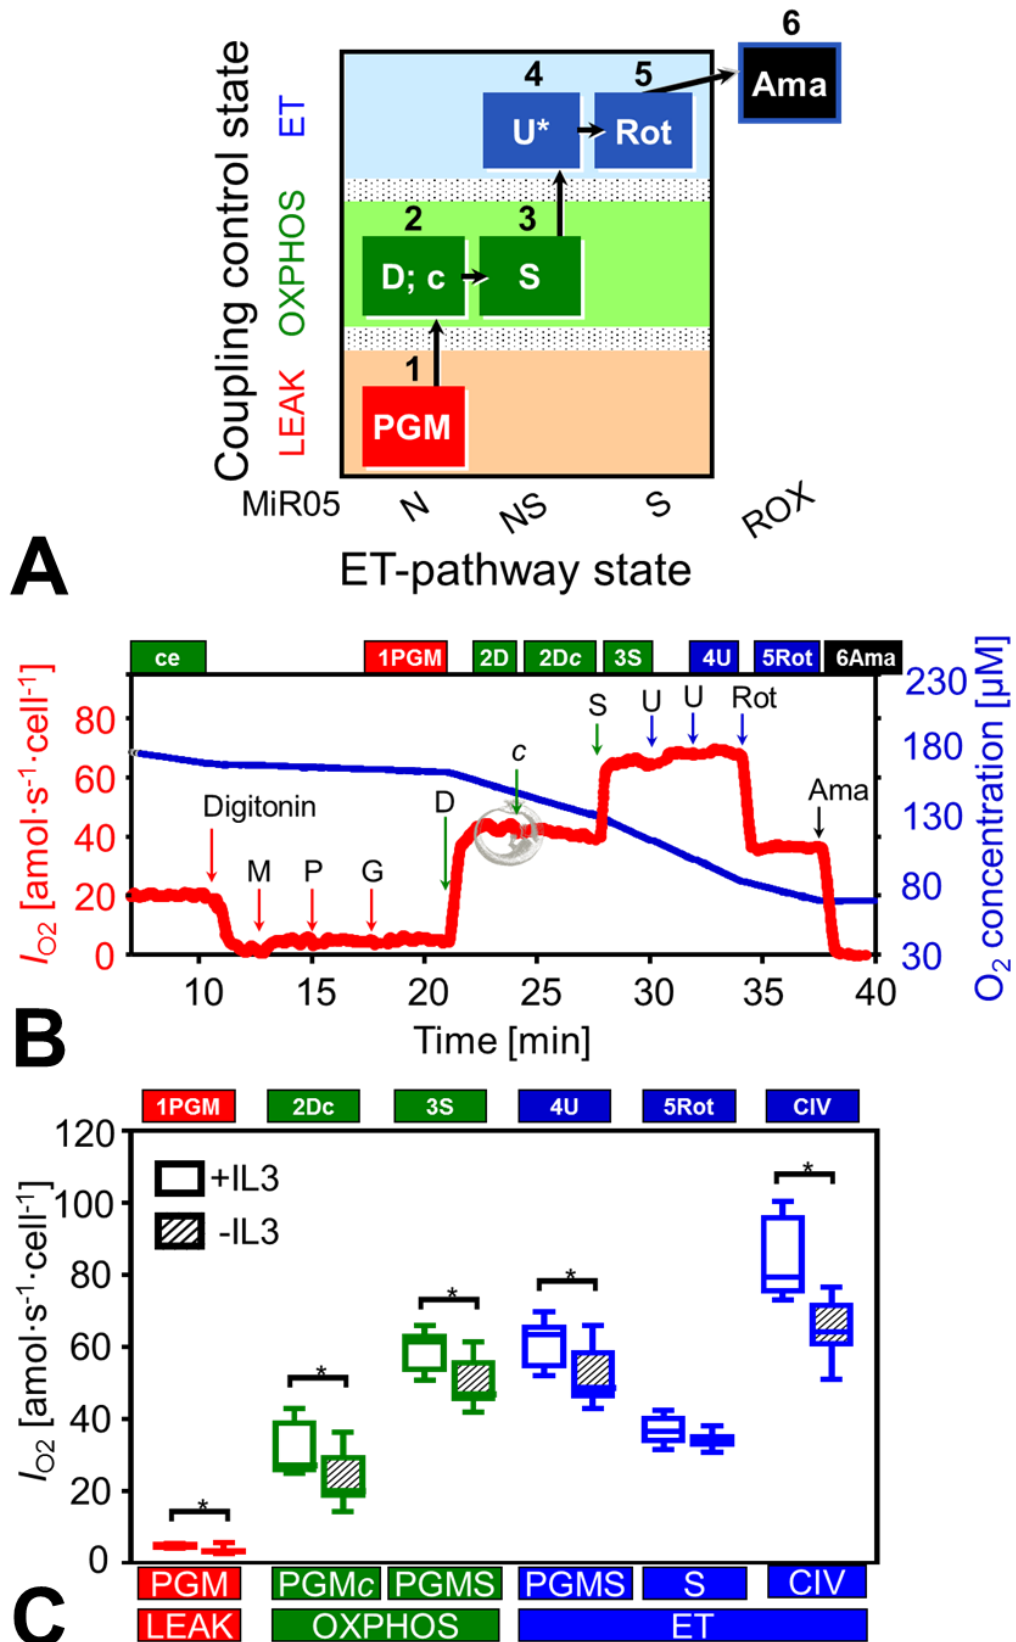 6
Ama
4
5
U*
Rot
2
3
D; c
S
1
PGM
Coupling control state
LEAK
OXPHOS
ET
MiR05
N
NS
S
ROX
ET-pathway state
A
ce
1PGM
2D
2Dc
3S
4U
5Rot
6Ama
I_O2 [amol·s⁻¹·cell⁻¹]
80
60
40
20
0
230
180
130
80
30
O₂ concentration [µM]
Digitonin
M
P
G
D
c
S
U
U
Rot
Ama
10
15
20
25
30
35
40
Time [min]
B
1PGM
2Dc
3S
4U
5Rot
CIV
I_O2 [amol·s⁻¹·cell⁻¹]
120
100
80
60
40
20
0
+IL3
-IL3
*
*
*
*
*
PGM
PGMc
PGMS
PGMS
S
CIV
LEAK
OXPHOS
ET
C